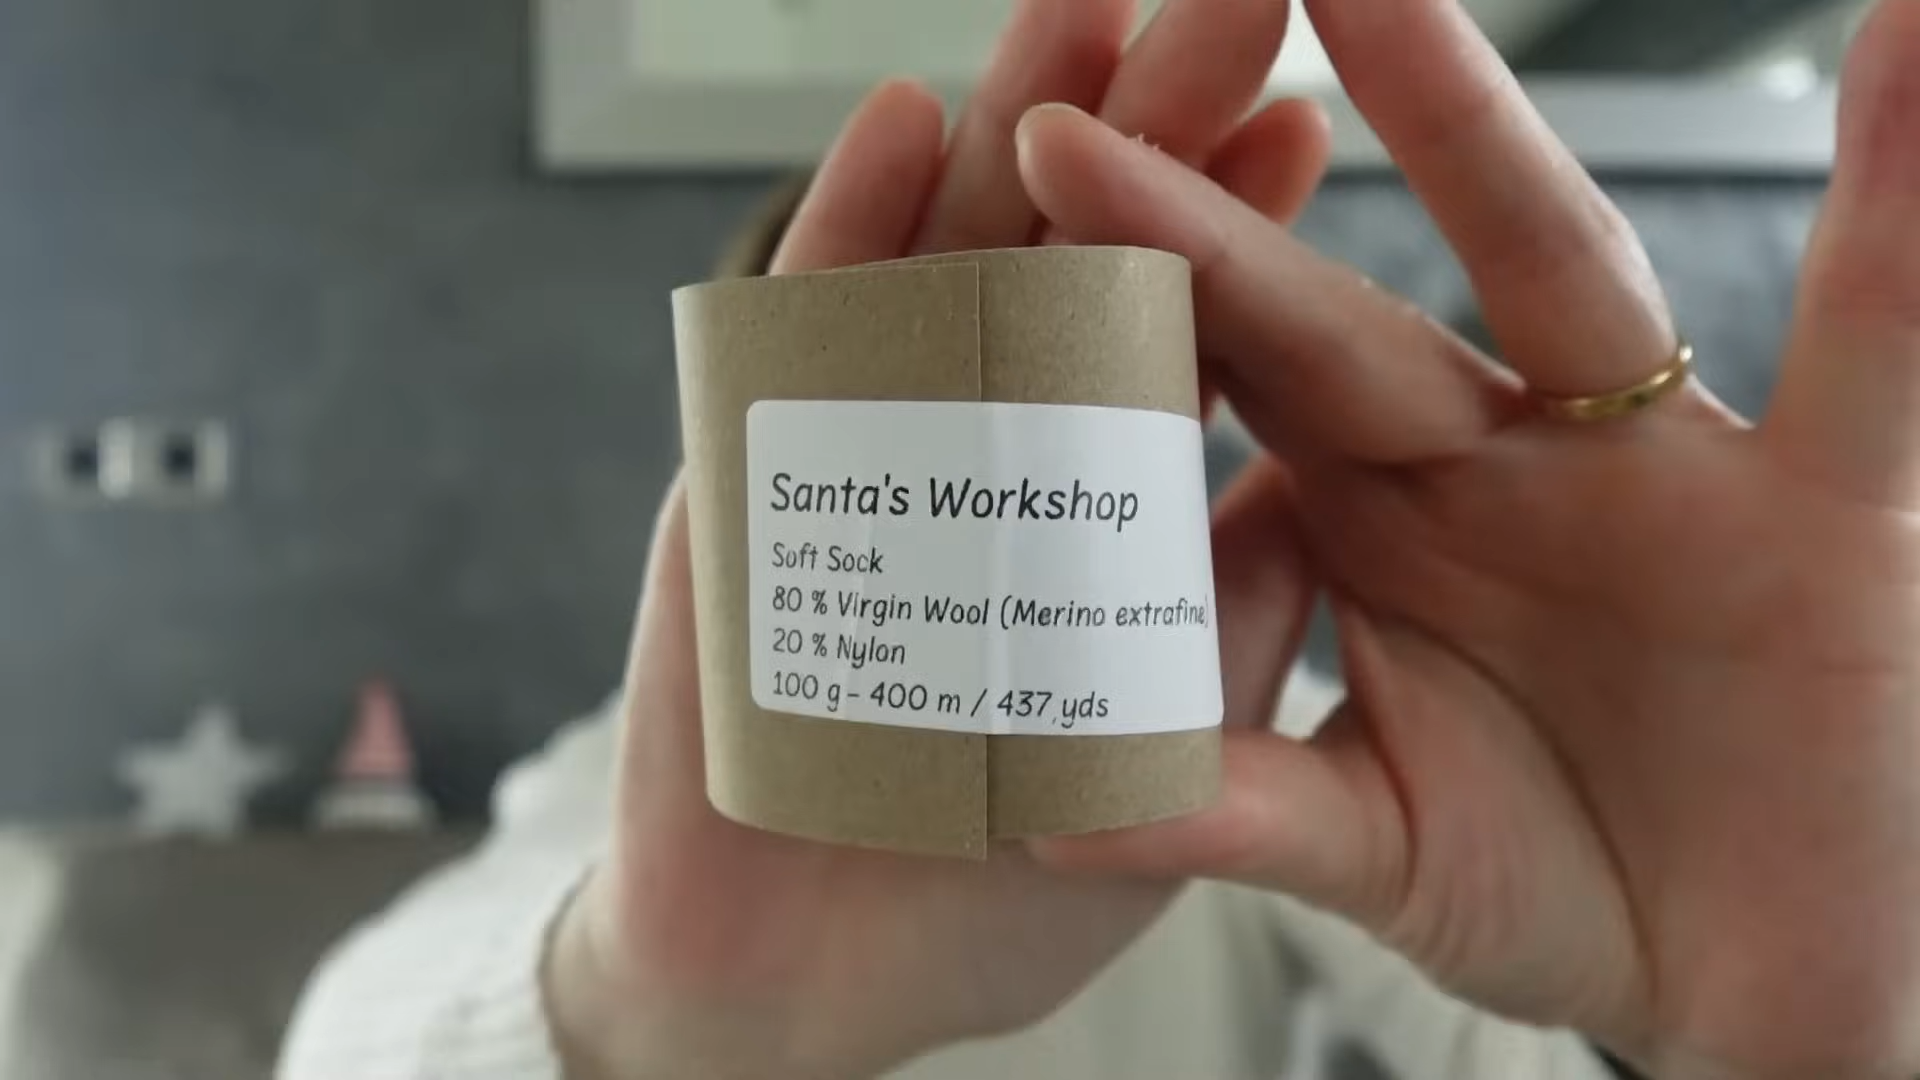 Santa's Workshop
Soft Sock
80 % Virgin Wool (Merino extrafine)
20 % Nylon
100 g - 400 m / 437 yds